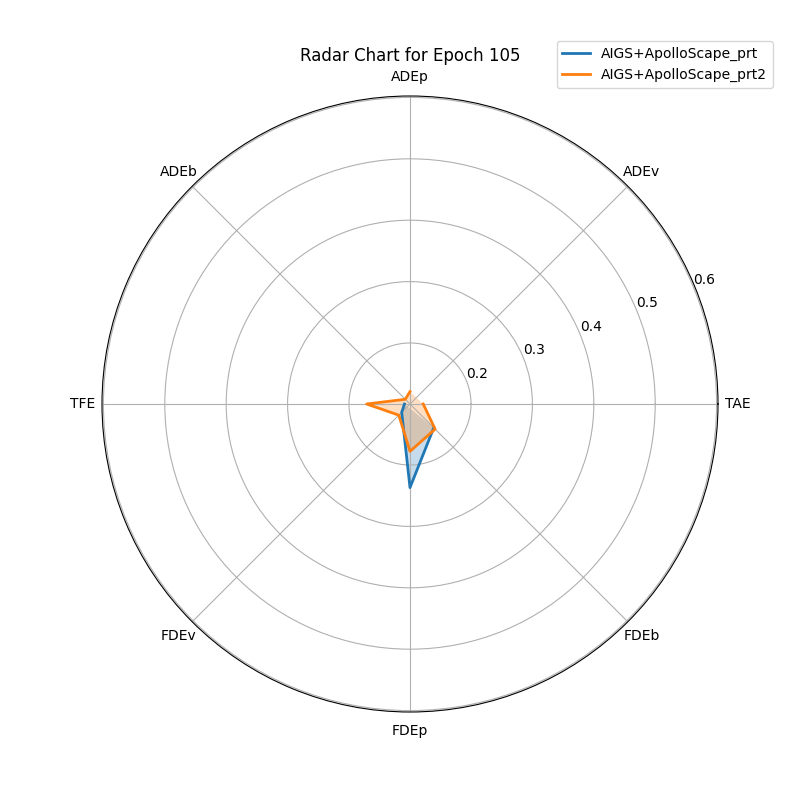 Radar Chart for Epoch 105
AIGS+ApolloScape_prt
AIGS+ApolloScape_prt2
ADEp
ADEb
ADEv
0.6
0.5
0.4
0.3
0.2
TFE
TAE
FDEv
FDEb
FDEp